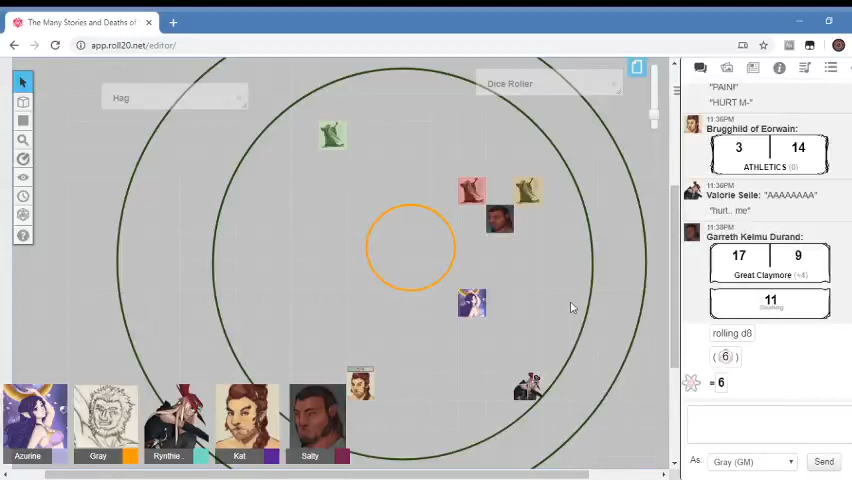 The Many Stories and Deaths of
app.roll20.net/editor/
Hag
Dice Roller
"PAIN!"
"HURT M-"
11:36PM
Brugghild of Eorwain:
3 14
ATHLETICS (0)
11:36PM
Valorie Seile: "AAAAAAAA"
"hurt.. me"
11:38PM
Garreth Kelmu Durand:
17 9
Great Claymore (+4)
11
Slashing
rolling d8
(6)
= 6
As: Gray (GM) Send
Azurine
Gray
Rynthie .
Kat
Salty